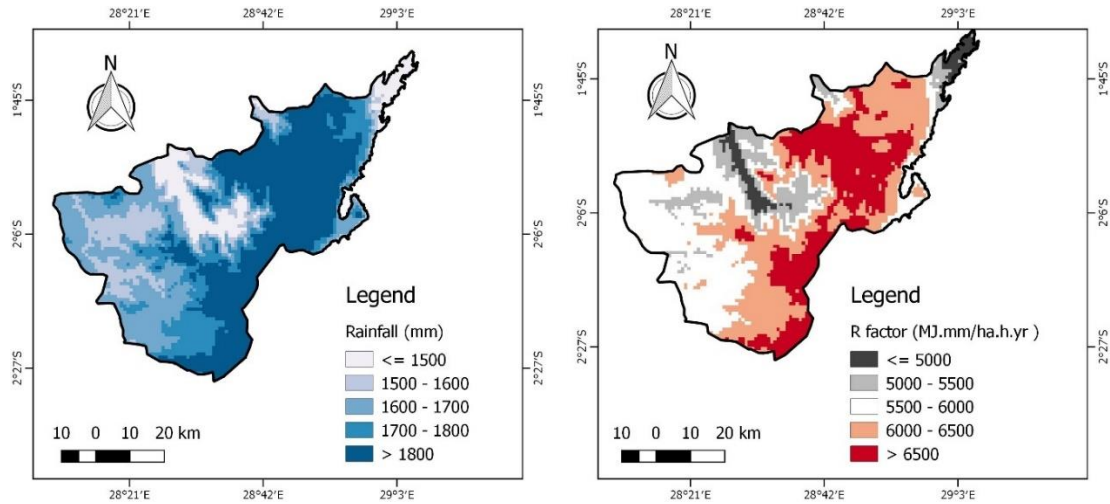 28°21'E 28°42'E 29°3'E
N
1°45'S 1°45'S
2°6'S 2°6'S
2°27'S 2°27'S
Legend
Rainfall (mm)
<= 1500
1500 - 1600
1600 - 1700
1700 - 1800
> 1800
10 0 10 20 km
28°21'E 28°42'E 29°3'E
28°21'E 28°42'E 29°3'E
N
1°45'S 1°45'S
2°6'S 2°6'S
2°27'S 2°27'S
Legend
R factor (MJ.mm/ha.h.yr )
<= 5000
5000 - 5500
5500 - 6000
6000 - 6500
> 6500
10 0 10 20 km
28°21'E 28°42'E 29°3'E